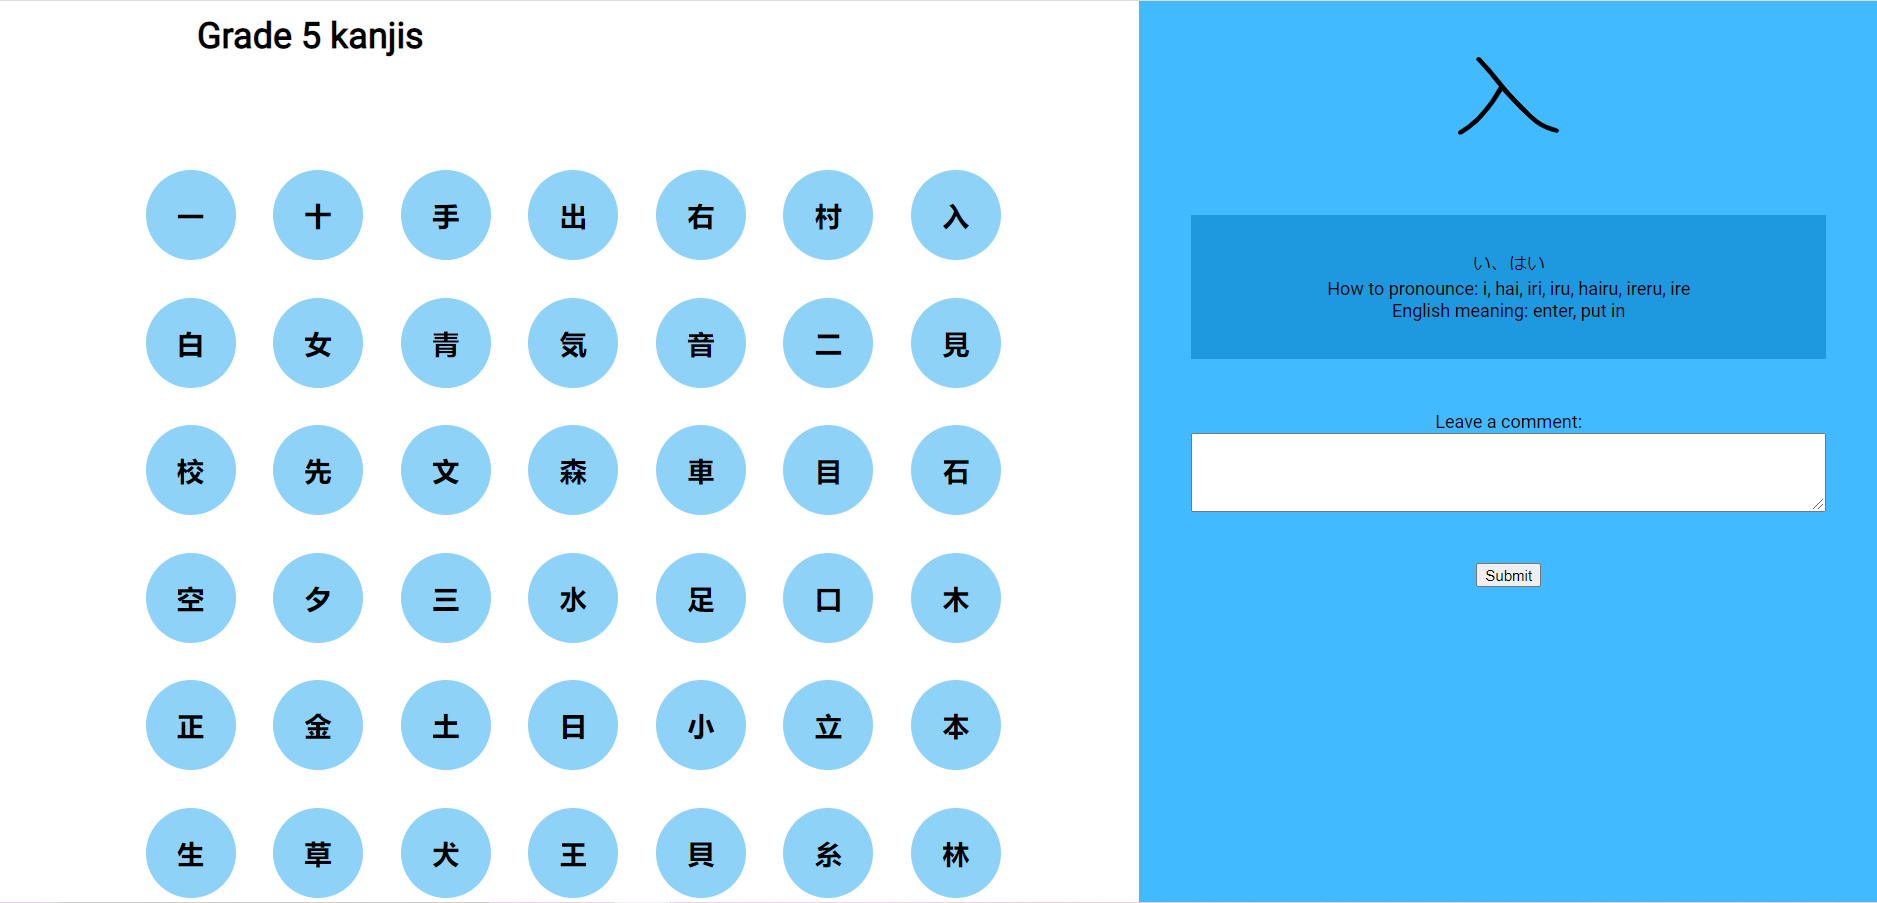 Grade 5 kanjis
一 十 手 出 右 村 入
白 女 青 気 音 二 見
校 先 文 森 車 目 石
空 夕 三 水 足 口 木
正 金 土 日 小 立 本
生 草 犬 王 貝 糸 林
入
い、はい
How to pronounce: i, hai, iri, iru, hairu, ireru, ire
English meaning: enter, put in
Leave a comment:
Submit